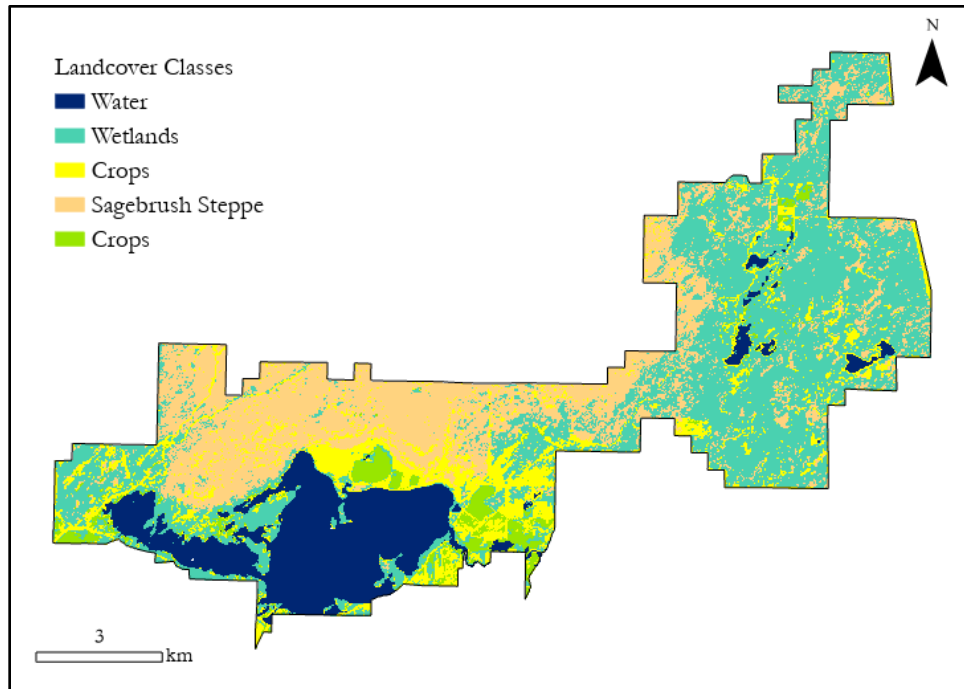 N
Landcover Classes
Water
Wetlands
Crops
Sagebrush Steppe
Crops
3
km